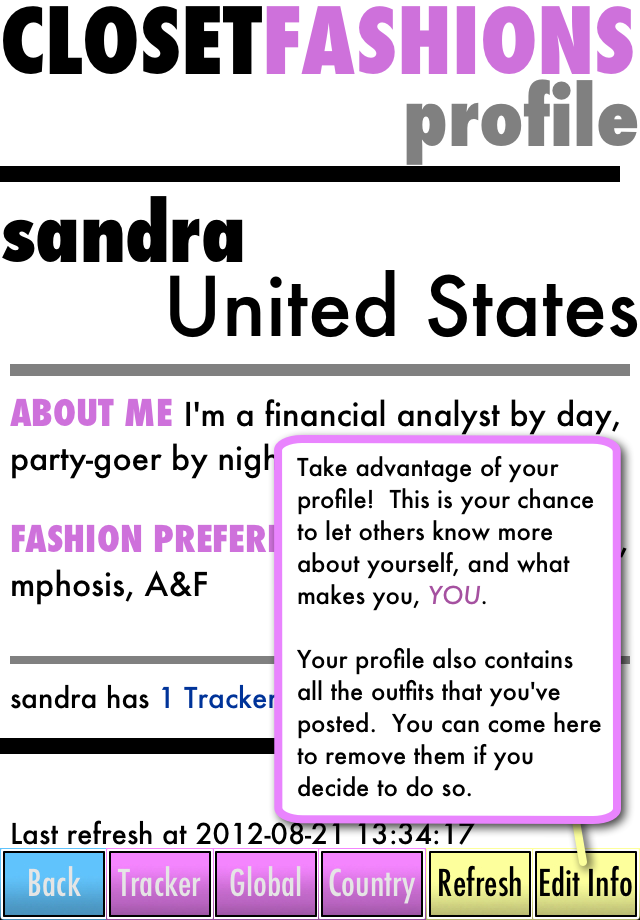 CLOSETFASHIONS
profile
sandra
United States
ABOUT ME I'm a financial analyst by day,
party-goer by nigh
FASHION PREFER
mphosis, A&F
sandra has 1 Tracker
Take advantage of your
profile! This is your chance
to let others know more
about yourself, and what
makes you, YOU.
Your profile also contains
all the outfits that you've
posted. You can come here
to remove them if you
decide to do so.
Last refresh at 2012-08-21 13:34:17
Back Tracker Global Country Refresh Edit Info